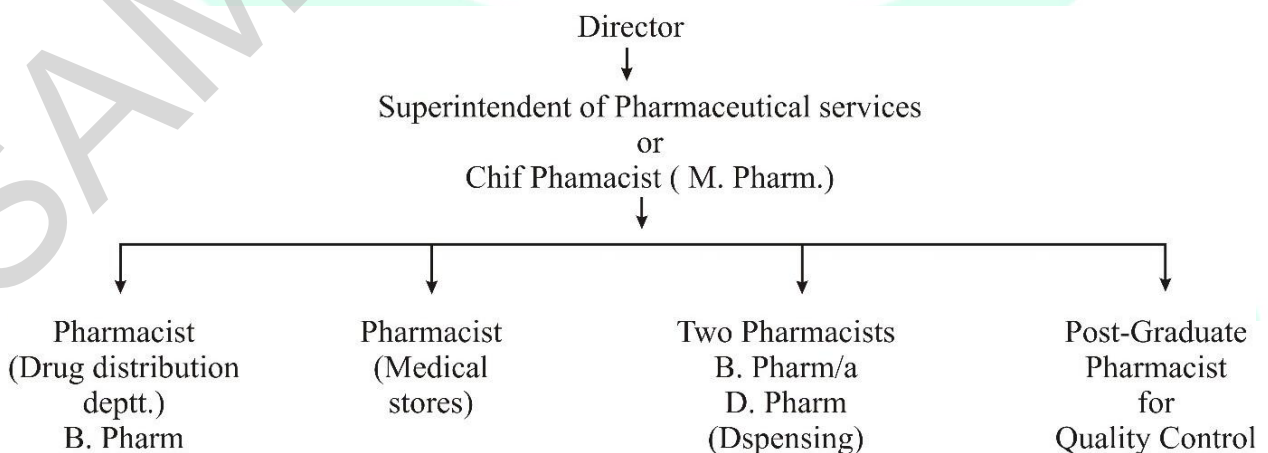 Director
Superintendent of Pharmaceutical services
or
Chif Phamacist ( M. Pharm.)
Pharmacist
(Drug distribution
deptt.)
B. Pharm
Pharmacist
(Medical
stores)
Two Pharmacists
B. Pharm/a
D. Pharm
(Dspensing)
Post-Graduate
Pharmacist
for
Quality Control
SAM